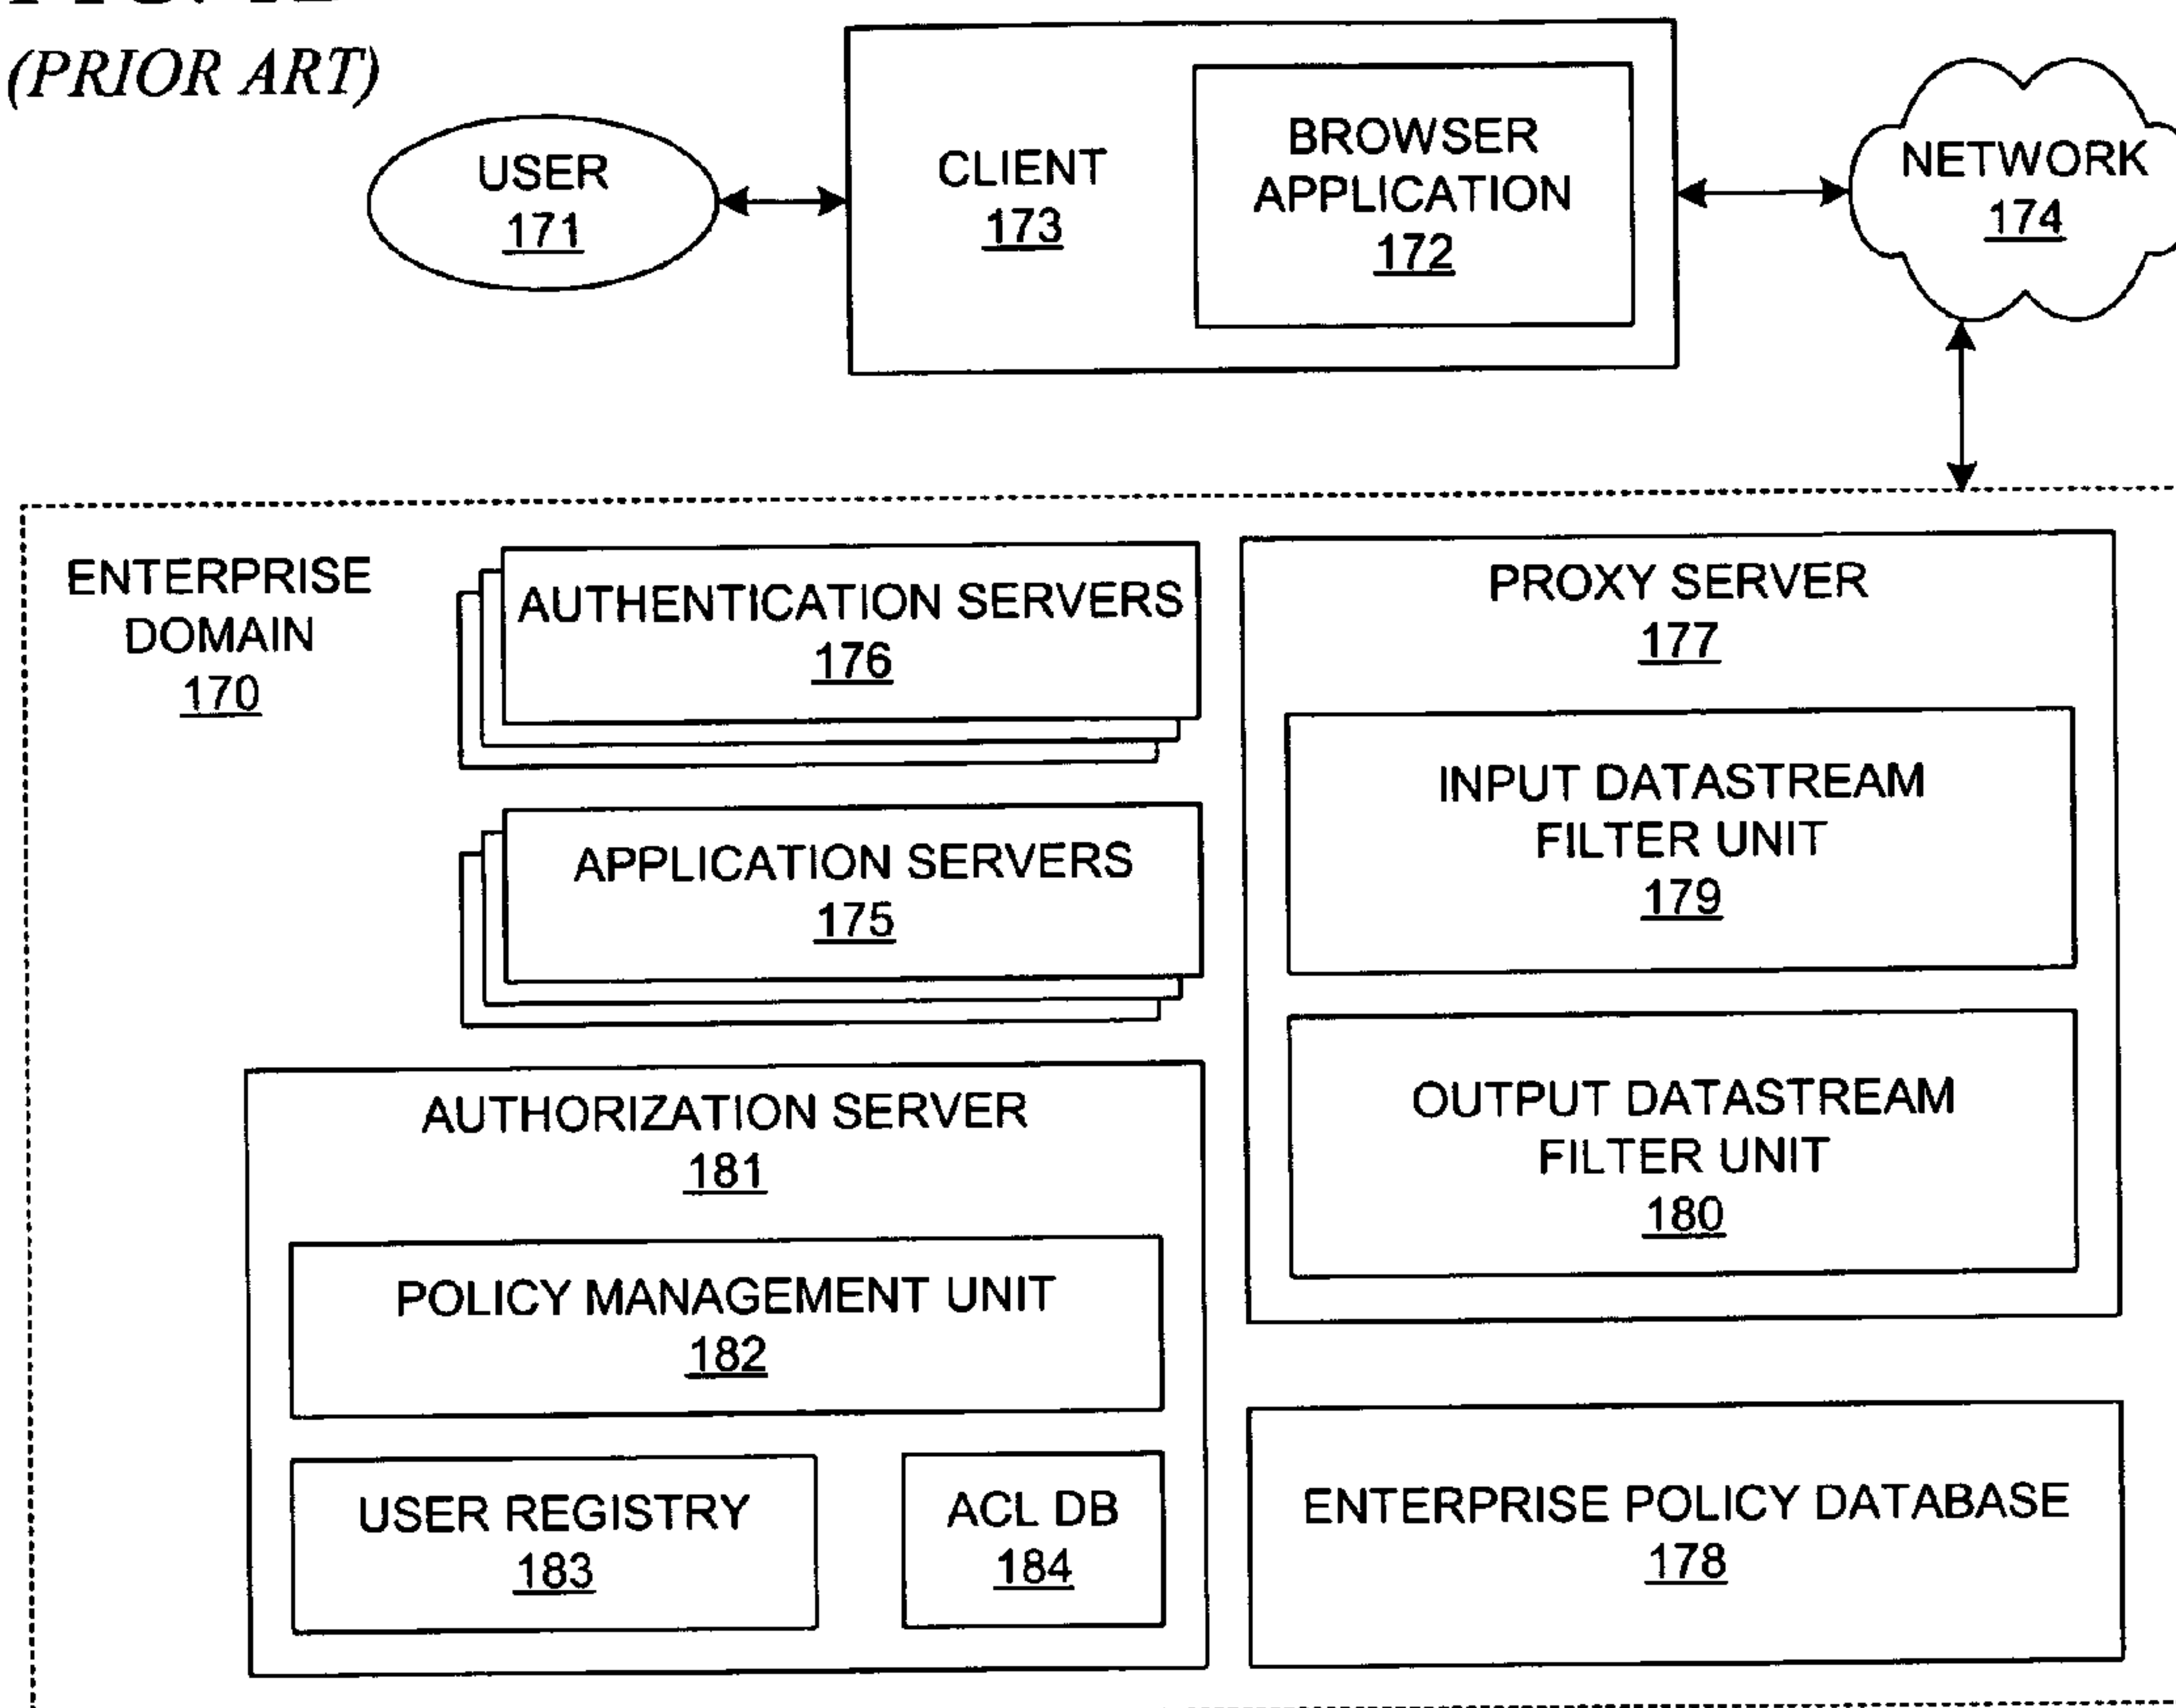 (PRIOR ART)
USER
171
CLIENT
173
BROWSER
APPLICATION
172
NETWORK
174
ENTERPRISE
DOMAIN
170
AUTHENTICATION SERVERS
176
APPLICATION SERVERS
175
AUTHORIZATION SERVER
181
POLICY MANAGEMENT UNIT
182
USER REGISTRY
183
ACL DB
184
PROXY SERVER
177
INPUT DATASTREAM
FILTER UNIT
179
OUTPUT DATASTREAM
FILTER UNIT
180
ENTERPRISE POLICY DATABASE
178